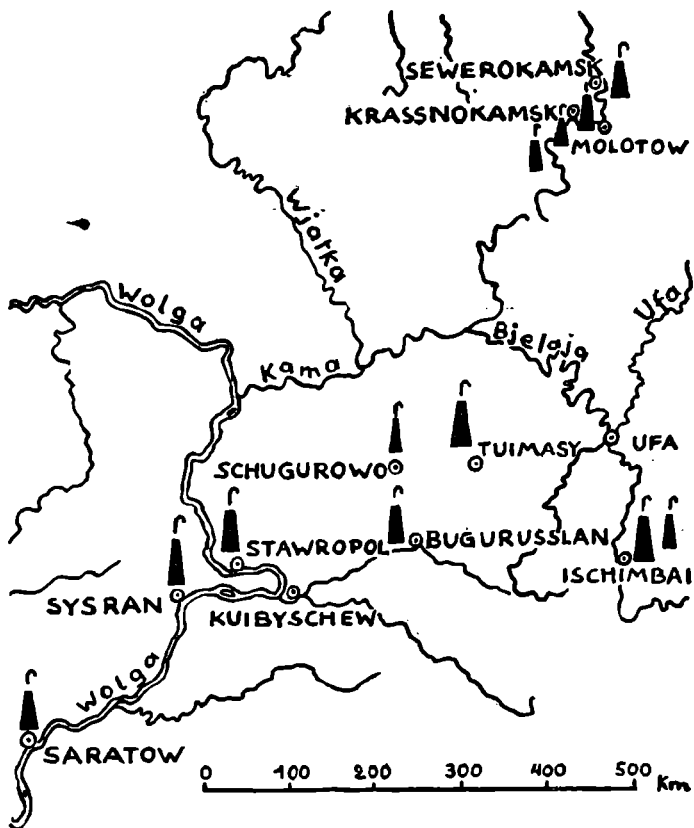 SEWEROKAMSK
KRASSNOKAMSK
MOLOTOW
Wjatka
Wolga
Ufa
Bjelaja
Kama
TUIMASY
UFA
SCHUGUROWO
STAWROPOL
BUGURUSSLAN
ISCHIMBAI
SYSRAN
KUIBYSCHEW
Wolga
SARATOW
0 100 200 300 400 500 Km